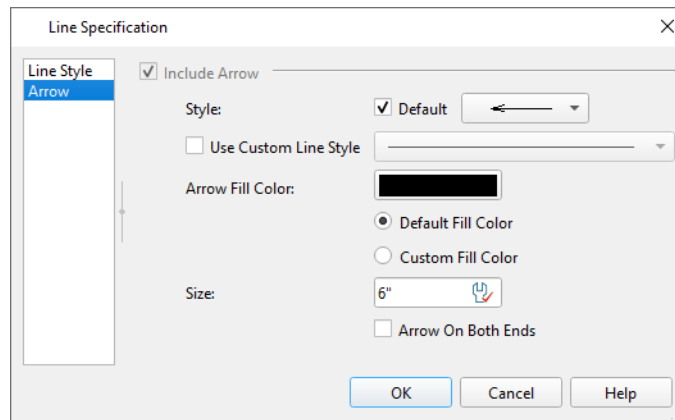 Line Specification
Line Style
Arrow
Include Arrow
Style:
Default
Use Custom Line Style
Arrow Fill Color:
Default Fill Color
Custom Fill Color
Size:
6"
Arrow On Both Ends
OK
Cancel
Help